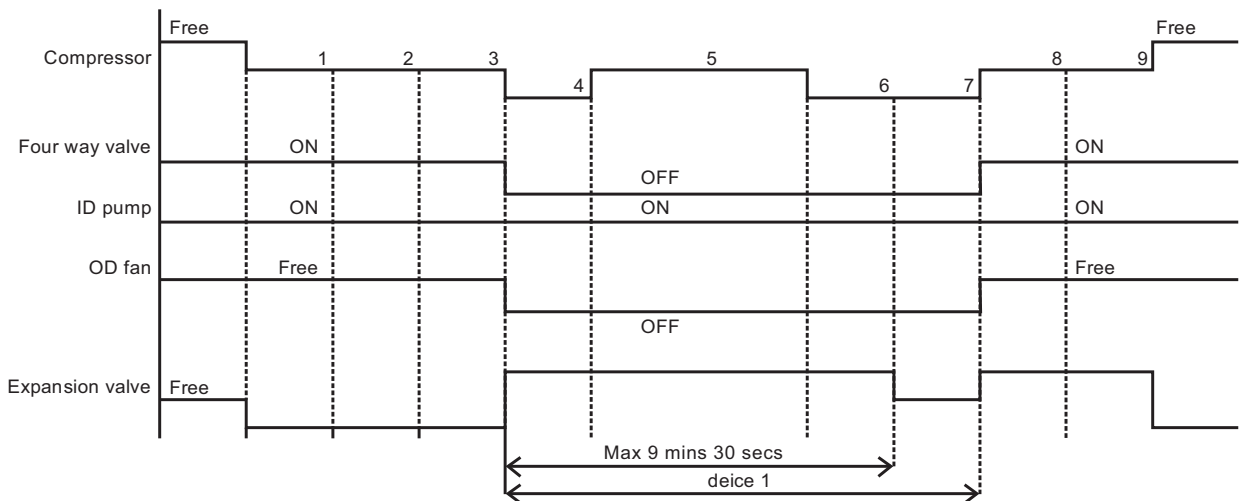 Free Free
Compressor 1 2 3 4 5 6 7 8 9
Four way valve ON OFF ON
ID pump ON ON ON
OD fan Free OFF Free
Expansion valve Free
Max 9 mins 30 secs
deice 1